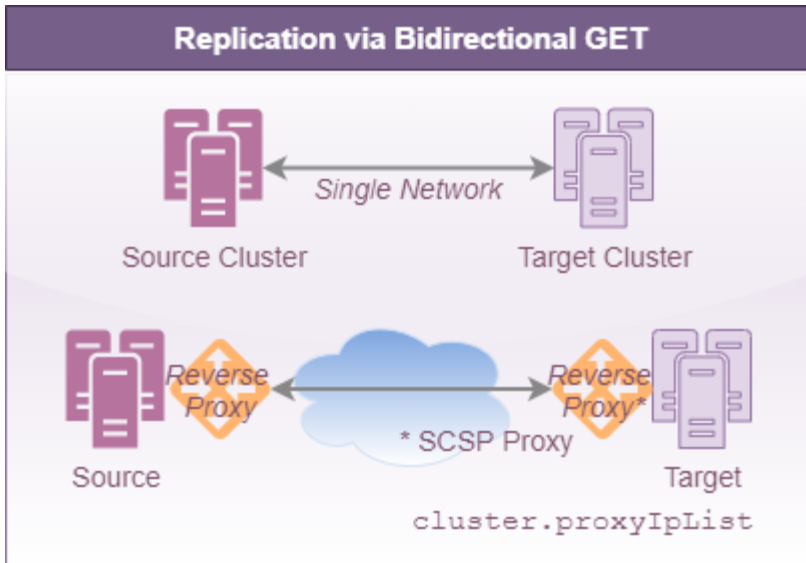 Replication via Bidirectional GET
Single Network
Source Cluster
Target Cluster
Reverse
Proxy
Reverse
Proxy*
* SCSP Proxy
Source
Target
cluster.proxyIpList